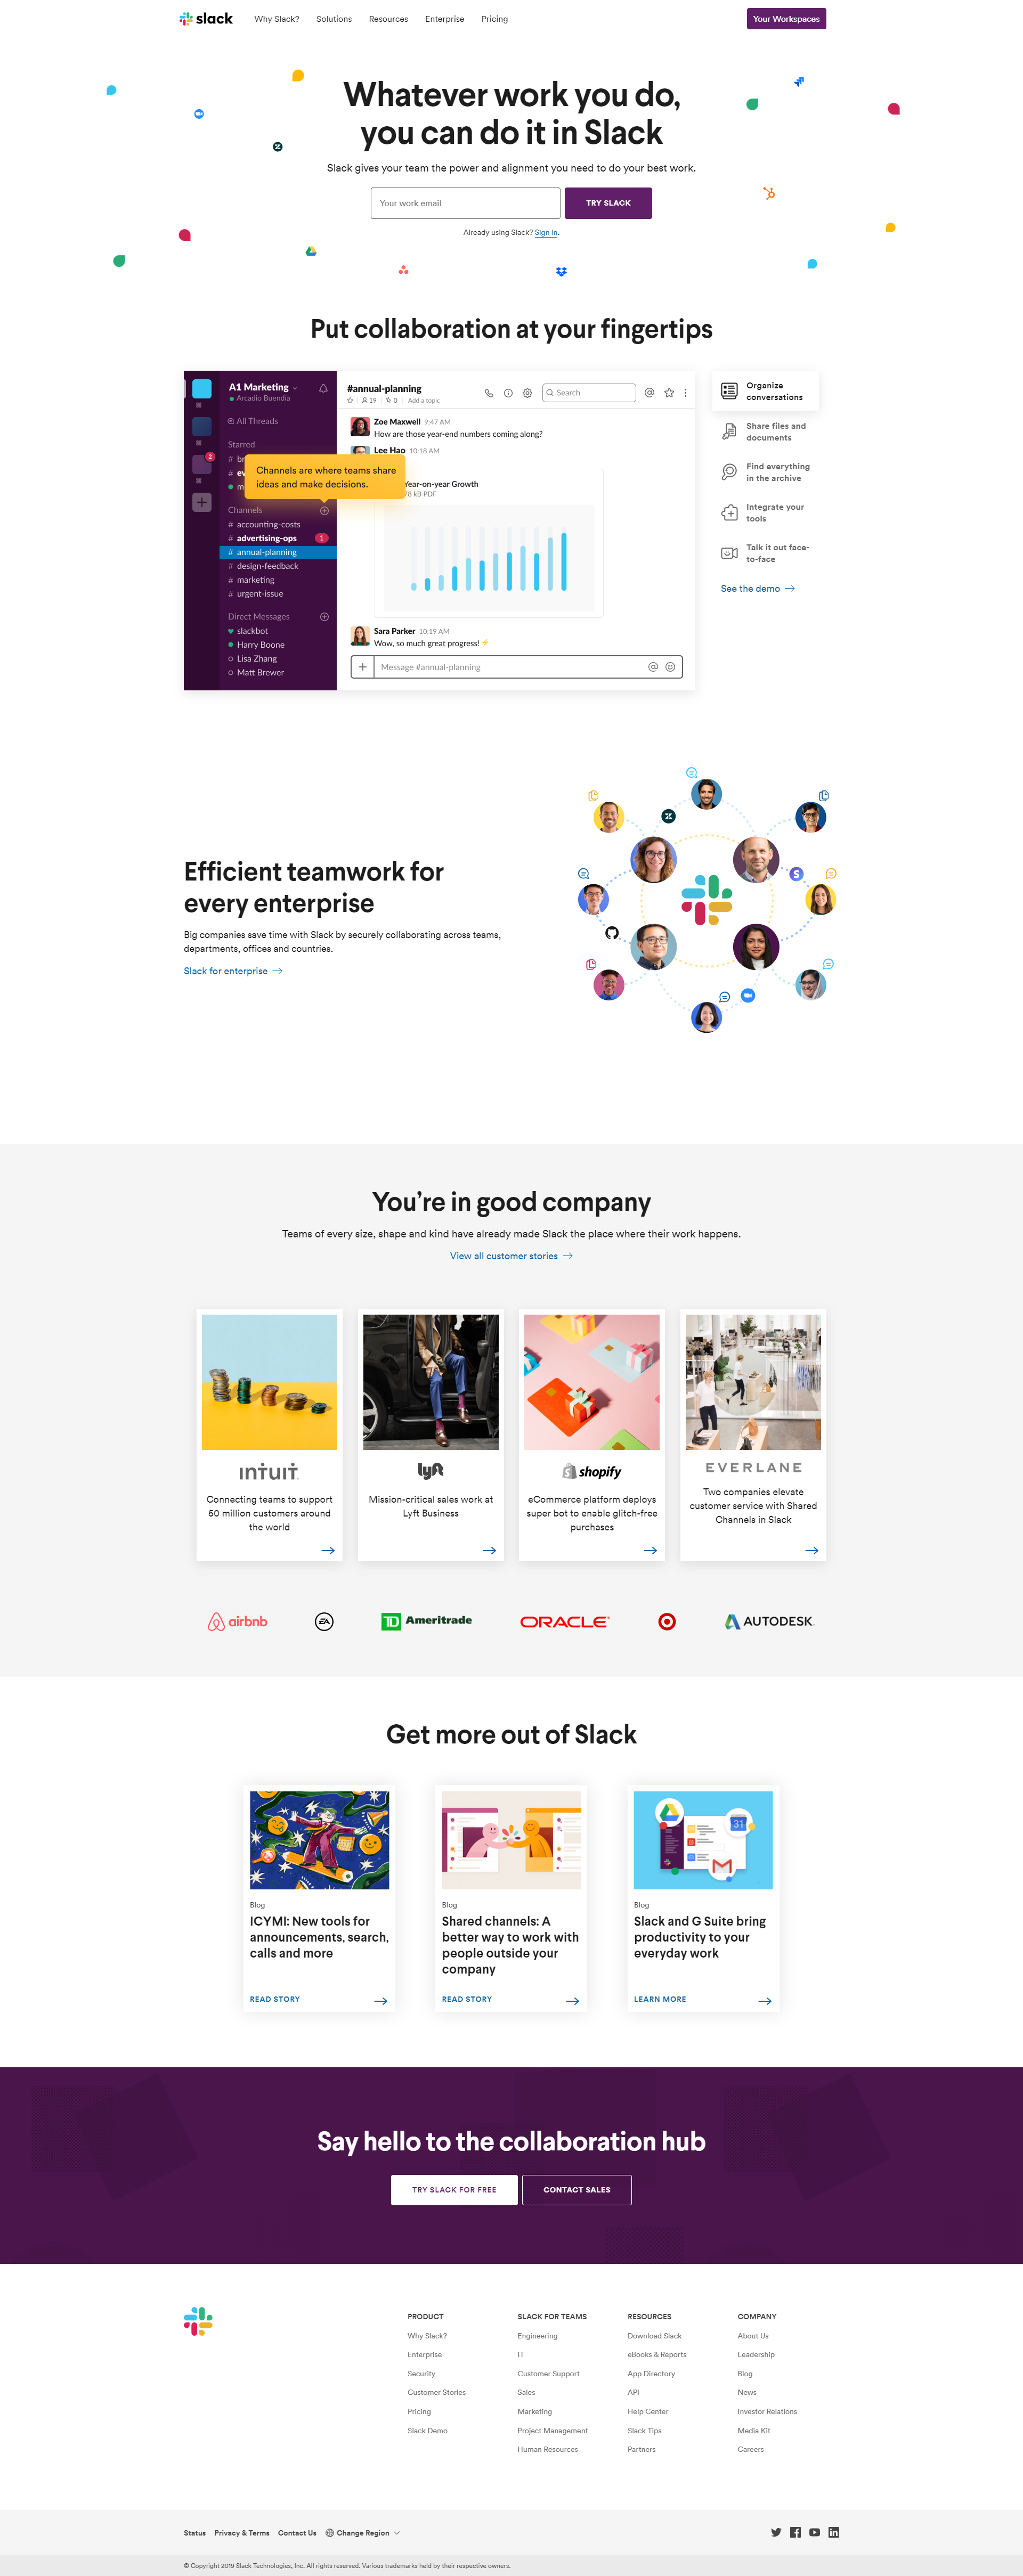 slack
Why Slack?
Solutions
Resources
Enterprise
Pricing
Your Workspaces
Whatever work you do,
you can do it in Slack
Slack gives your team the power and alignment you need to do your best work.
Your work email
TRY SLACK
Already using Slack? Sign in.
Put collaboration at your fingertips
A1 Marketing
Arcadio Buendia
All Threads
Starred
2
Channels are where teams share
ideas and make decisions.
Channels
# accounting-costs
# advertising-ops 1
# annual-planning
# design-feedback
# marketing
# urgent-issue
Direct Messages
slackbot
Harry Boone
Lisa Zhang
Matt Brewer
#annual-planning
19 | 0 | Add a topic
Search
Zoe Maxwell 9:47 AM
How are those year-end numbers coming along?
Lee Hao 10:18 AM
Year-on-year Growth
78 kB PDF
Sara Parker 10:19 AM
Wow, so much great progress! ⚡
Message #annual-planning
Organize
conversations
Share files and
documents
Find everything
in the archive
Integrate your
tools
Talk it out face-
to-face
See the demo →
Efficient teamwork for
every enterprise
Big companies save time with Slack by securely collaborating across teams,
departments, offices and countries.
Slack for enterprise →
You’re in good company
Teams of every size, shape and kind have already made Slack the place where their work happens.
View all customer stories →
intuit
Connecting teams to support
50 million customers around
the world
lyft
Mission-critical sales work at
Lyft Business
shopify
eCommerce platform deploys
super bot to enable glitch-free
purchases
EVERLANE
Two companies elevate
customer service with Shared
Channels in Slack
airbnb
EA
TD Ameritrade
ORACLE
AUTODESK
Get more out of Slack
Blog
ICYMI: New tools for
announcements, search,
calls and more
READ STORY
Blog
Shared channels: A
better way to work with
people outside your
company
READ STORY
31
Blog
Slack and G Suite bring
productivity to your
everyday work
LEARN MORE
Say hello to the collaboration hub
TRY SLACK FOR FREE
CONTACT SALES
PRODUCT
Why Slack?
Enterprise
Security
Customer Stories
Pricing
Slack Demo
SLACK FOR TEAMS
Engineering
IT
Customer Support
Sales
Marketing
Project Management
Human Resources
RESOURCES
Download Slack
eBooks & Reports
App Directory
API
Help Center
Slack Tips
Partners
COMPANY
About Us
Leadership
Blog
News
Investor Relations
Media Kit
Careers
Status
Privacy & Terms
Contact Us
Change Region
© Copyright 2019 Slack Technologies, Inc. All rights reserved. Various trademarks held by their respective owners.